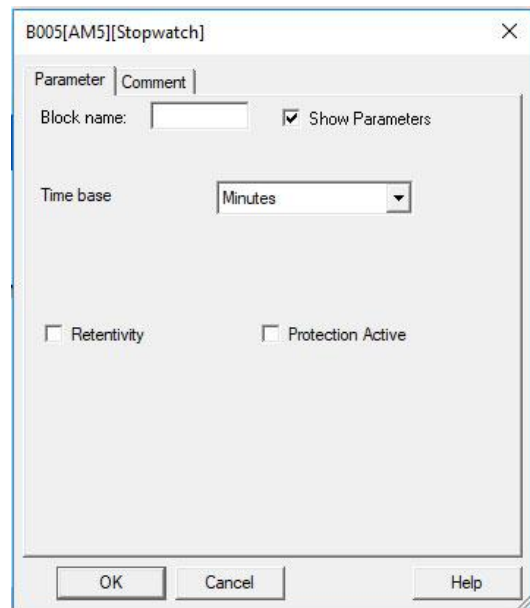 B005[AM5][Stopwatch]
Parameter Comment
Block name: Show Parameters
Time base Minutes
Retentivity Protection Active
OK Cancel Help